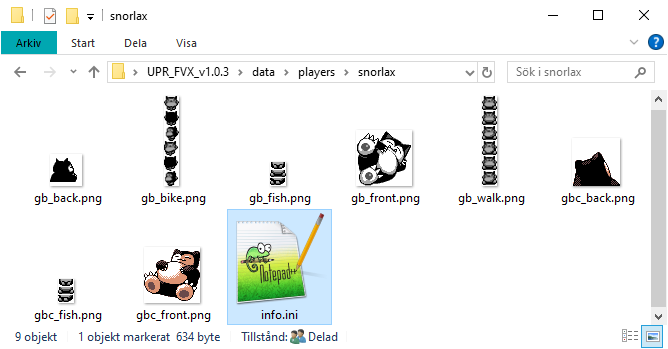 snorlax
Arkiv Start Dela Visa
UPR_FVX_v1.0.3 data players snorlax Sök i snorlax
gb_back.png gb_bike.png gb_fish.png gb_front.png gb_walk.png gbc_back.png
Notepad++
gbc_fish.png gbc_front.png info.ini
9 objekt 1 objekt markerat 634 byte Tillstånd: Delad